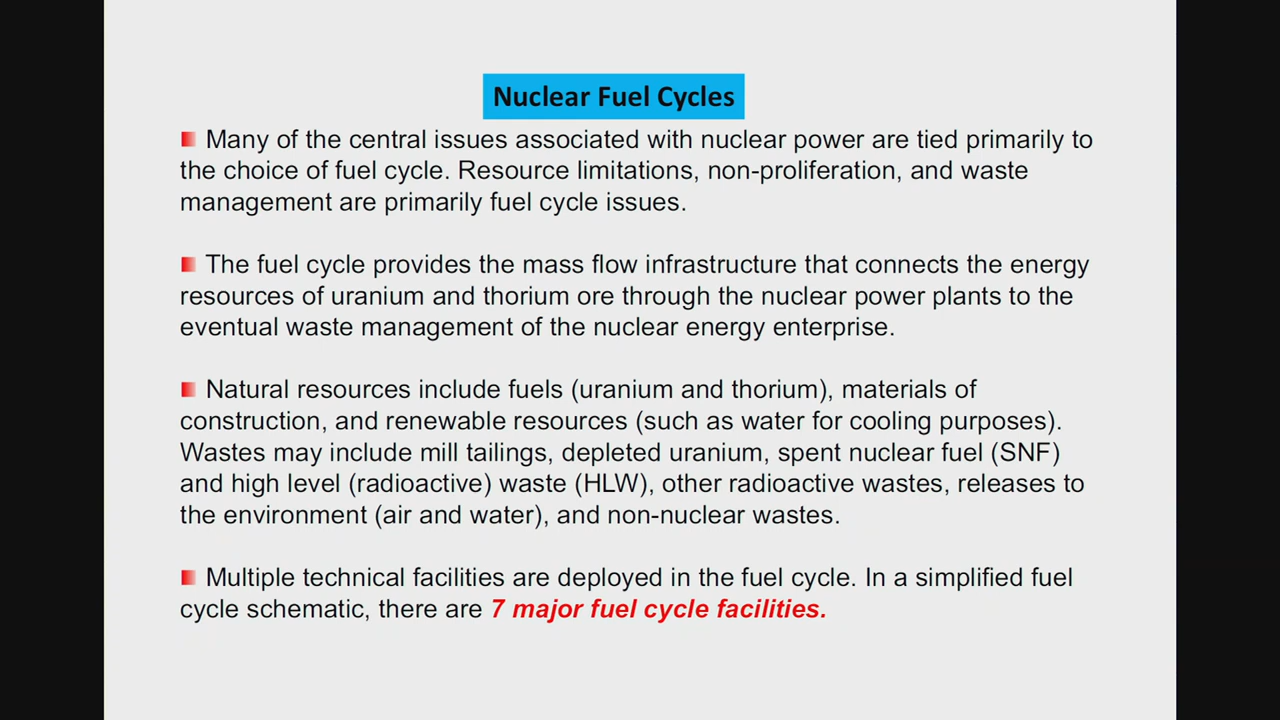 Nuclear Fuel Cycles
Many of the central issues associated with nuclear power are tied primarily to
the choice of fuel cycle. Resource limitations, non-proliferation, and waste
management are primarily fuel cycle issues.
The fuel cycle provides the mass flow infrastructure that connects the energy
resources of uranium and thorium ore through the nuclear power plants to the
eventual waste management of the nuclear energy enterprise.
Natural resources include fuels (uranium and thorium), materials of
construction, and renewable resources (such as water for cooling purposes).
Wastes may include mill tailings, depleted uranium, spent nuclear fuel (SNF)
and high level (radioactive) waste (HLW), other radioactive wastes, releases to
the environment (air and water), and non-nuclear wastes.
Multiple technical facilities are deployed in the fuel cycle. In a simplified fuel
cycle schematic, there are 7 major fuel cycle facilities.